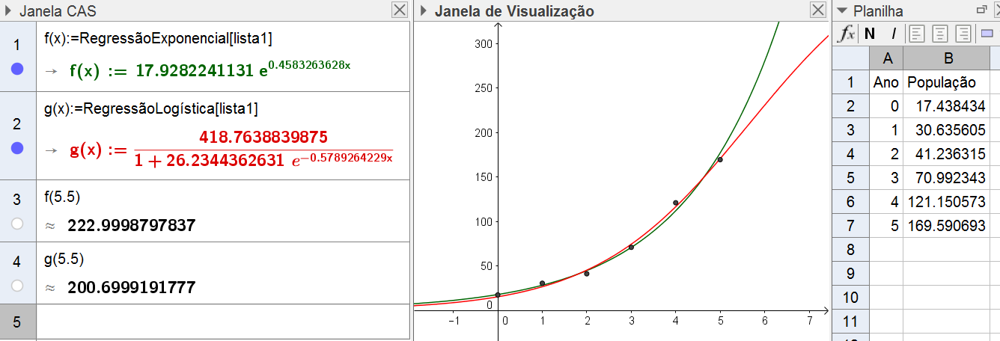 Janela CAS
1
f(x):=RegressãoExponencial[lista1]
→ f(x) := 17.9282241131 e^0.4583263628x
2
g(x):=RegressãoLogística[lista1]
→ g(x) := 418.7638839875 / 1 + 26.2344362631 e^−0.5789264229x
3
f(5.5)
≈ 222.9998797837
4
g(5.5)
≈ 200.6999191777
5
Janela de Visualização
300
250
200
150
100
50
0
−1 0 1 2 3 4 5 6 7
Planilha
fx N I
A B
1 Ano População
2 0 17.438434
3 1 30.635605
4 2 41.236315
5 3 70.992343
6 4 121.150573
7 5 169.590693
8
9
10
11